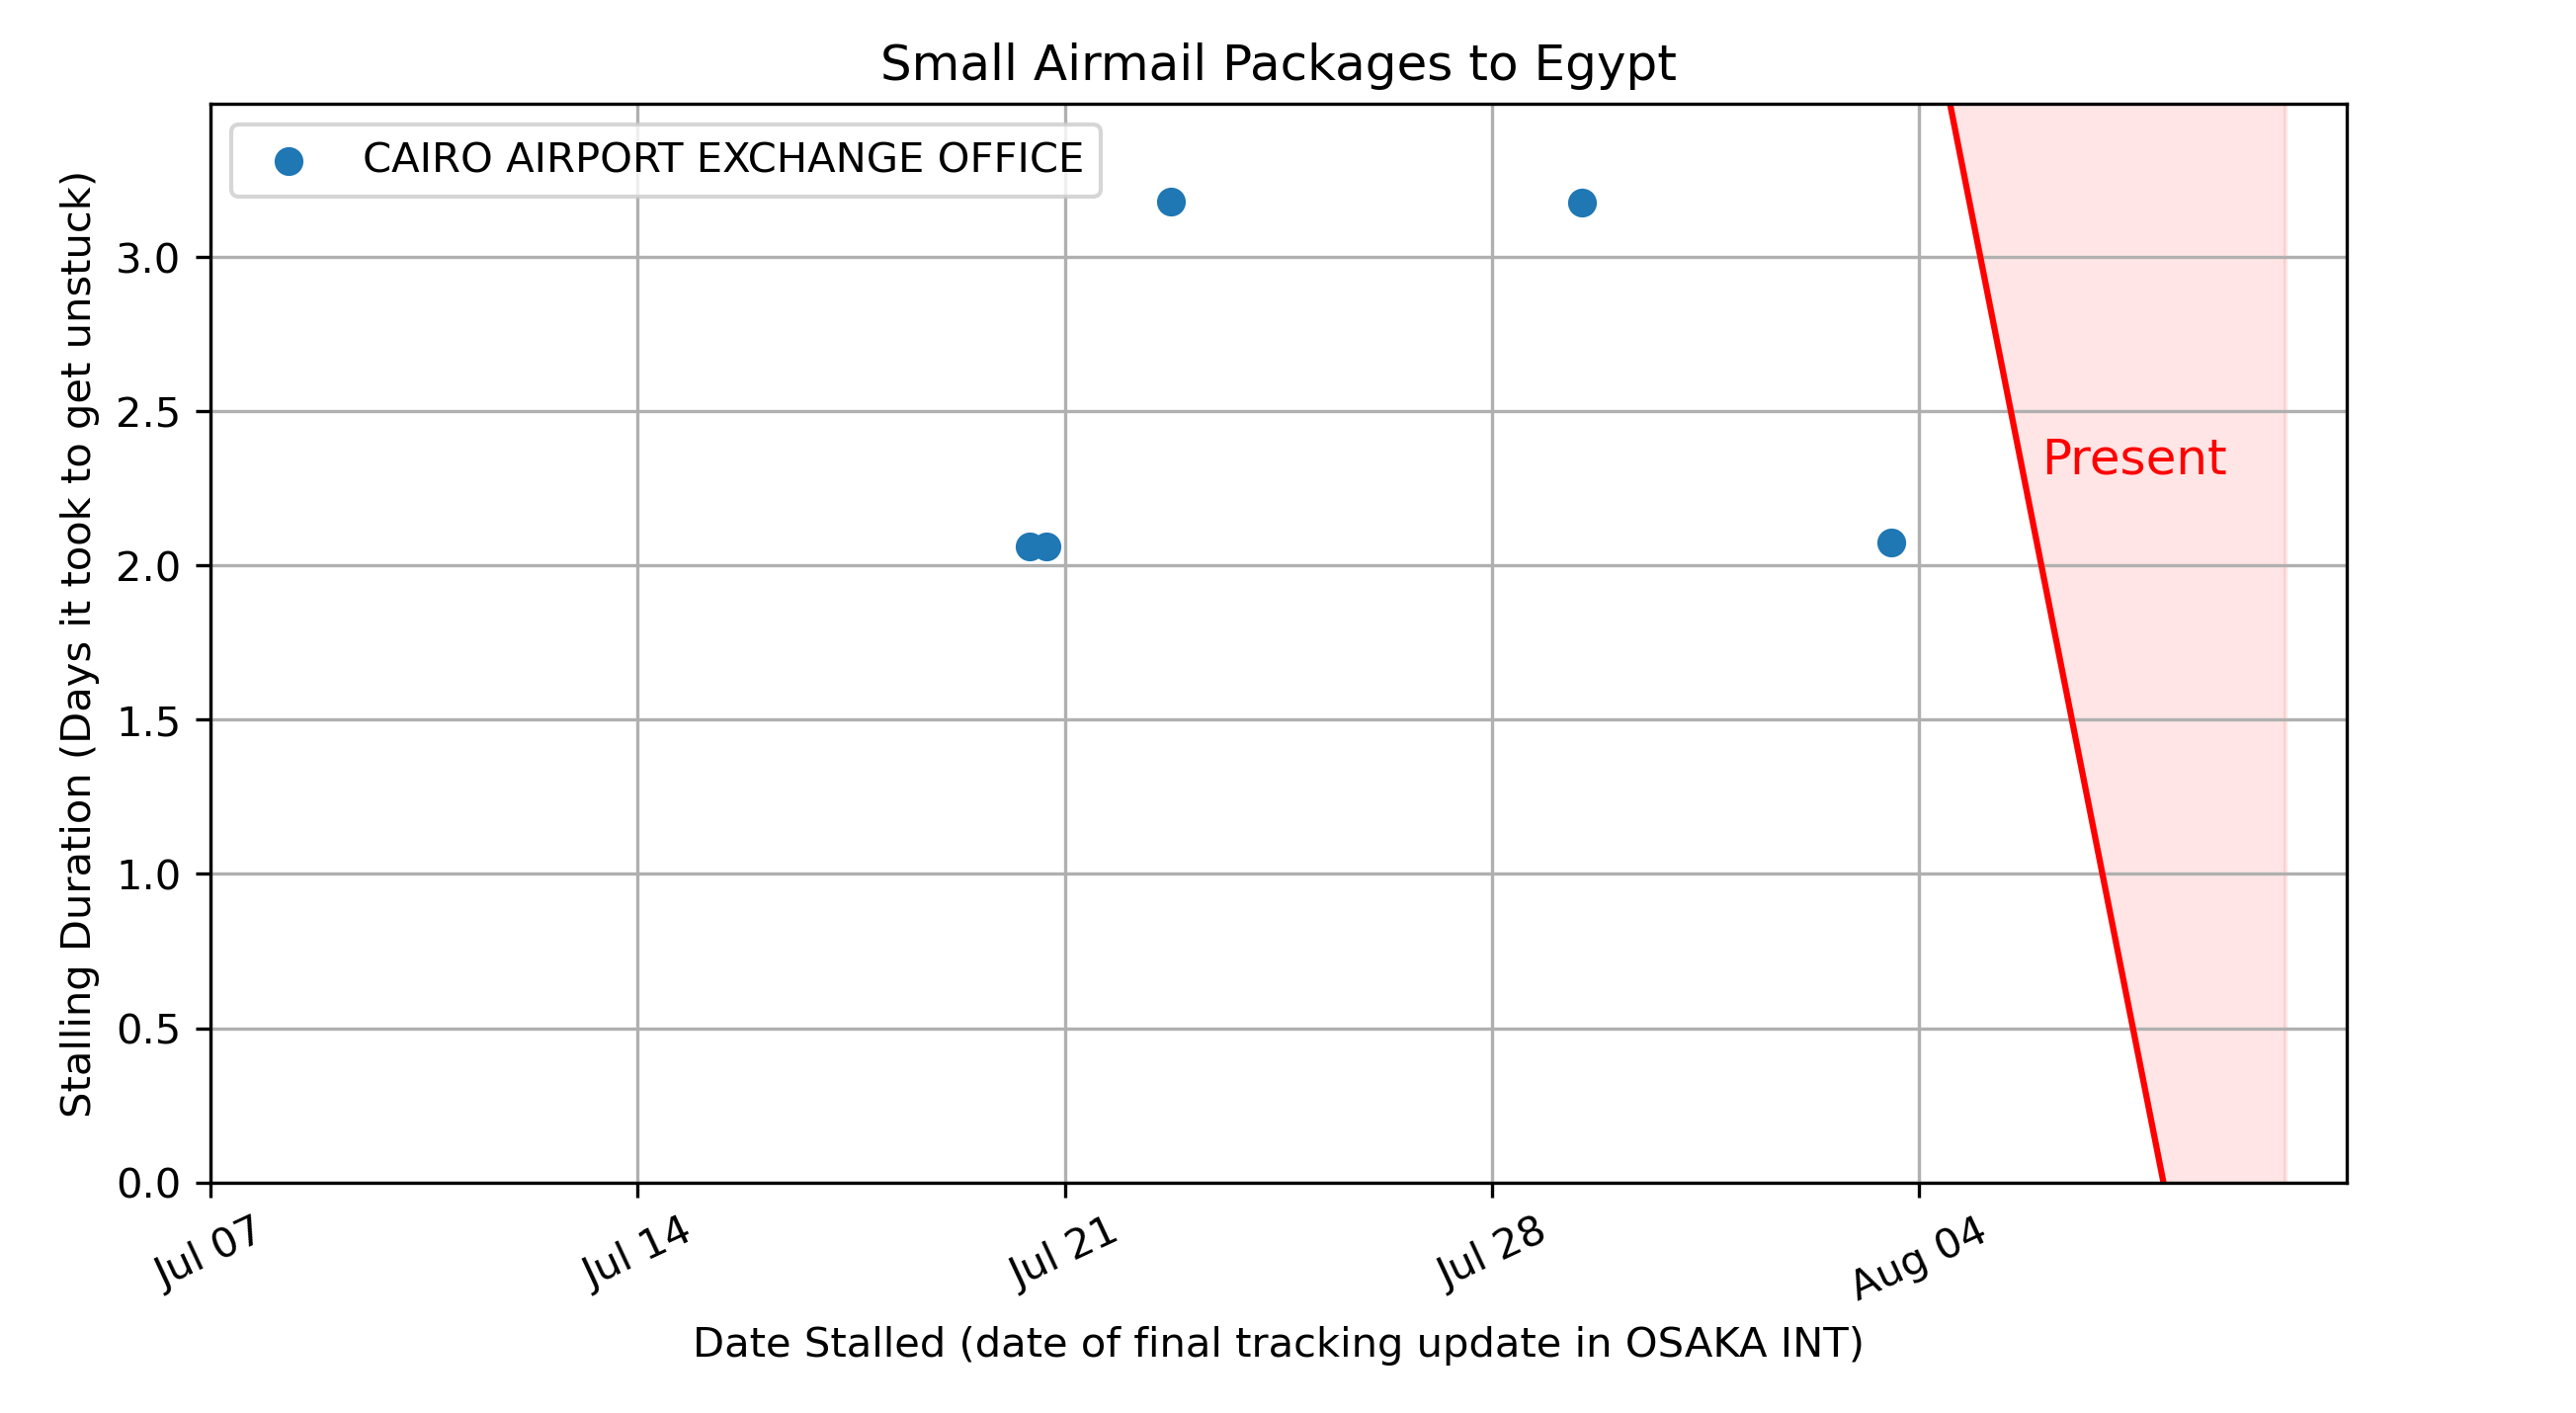 Small Airmail Packages to Egypt
CAIRO AIRPORT EXCHANGE OFFICE
Stalling Duration (Days it took to get unstuck)
3.0
2.5
2.0
1.5
1.0
0.5
0.0
Present
Jul 07
Jul 14
Jul 21
Jul 28
Aug 04
Date Stalled (date of final tracking update in OSAKA INT)